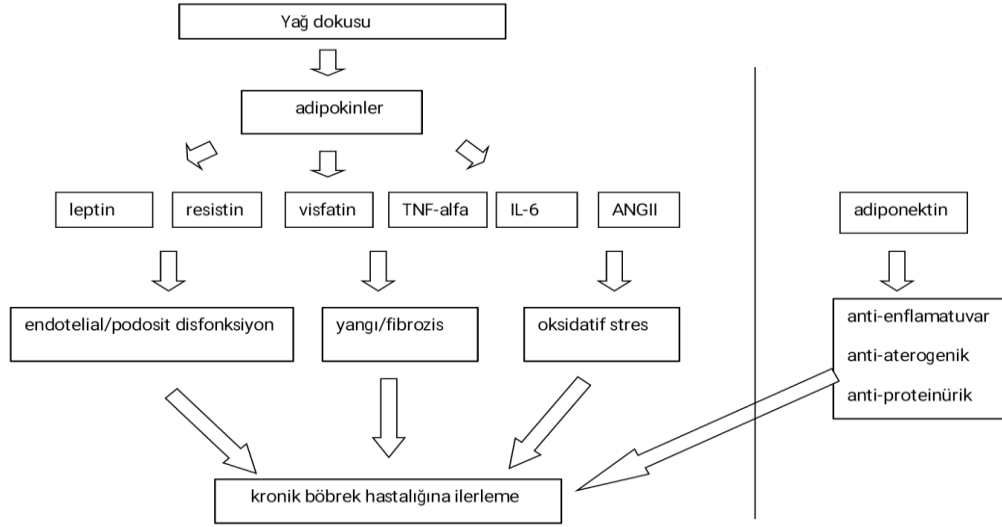 Yağ dokusu
adipokinler
leptin
resistin
visfatin
TNF-alfa
IL-6
ANGII
adiponektin
endotelial/podosit disfonksiyon
yangı/fibrozis
oksidatif stres
anti-enflamatuvar
anti-aterogenik
anti-proteinürik
kronik böbrek hastalığına ilerleme